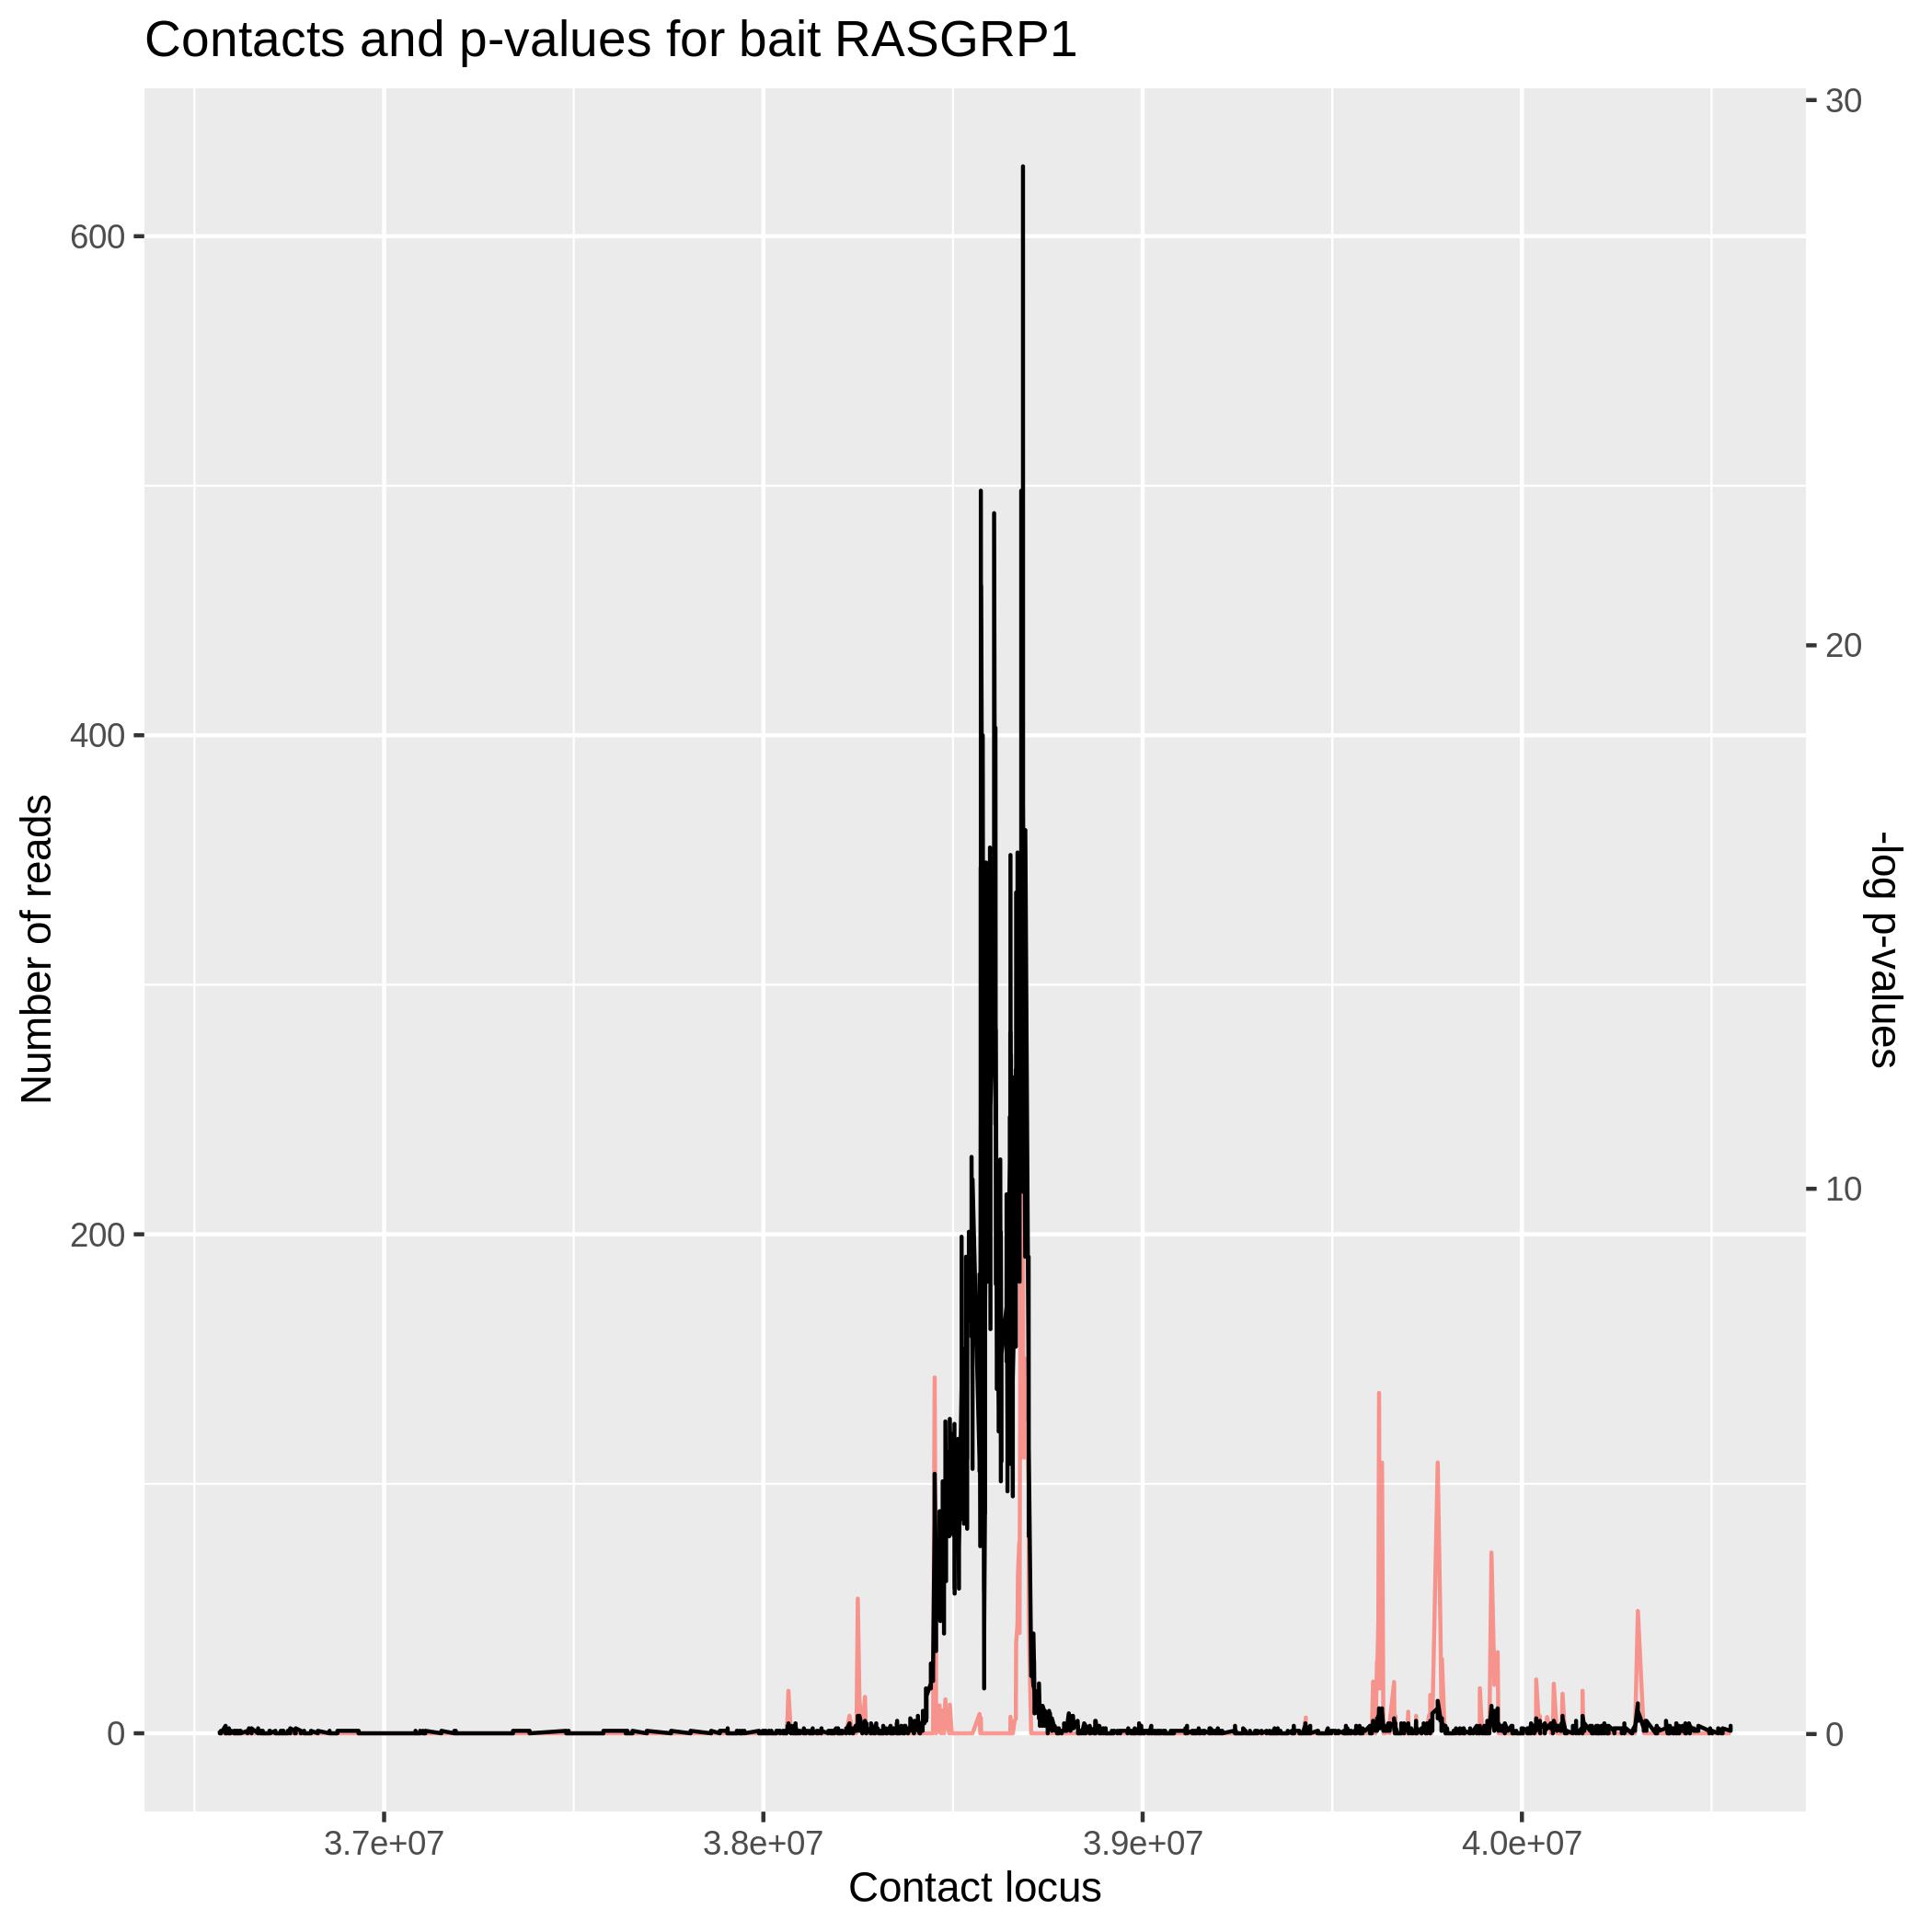 Contacts and p-values for bait RASGRP1
Number of reads
600
400
200
0
30
20
10
0
-log p-values
3.7e+07
3.8e+07
3.9e+07
4.0e+07
Contact locus